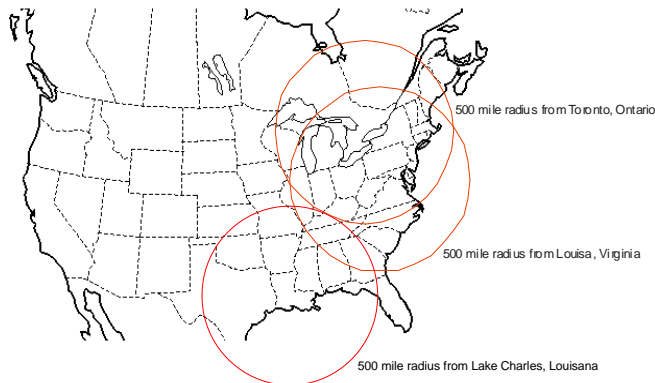 500 mile radius from Toronto, Ontario
500 mile radius from Louisa, Virginia
500 mile radius from Lake Charles, Louisana